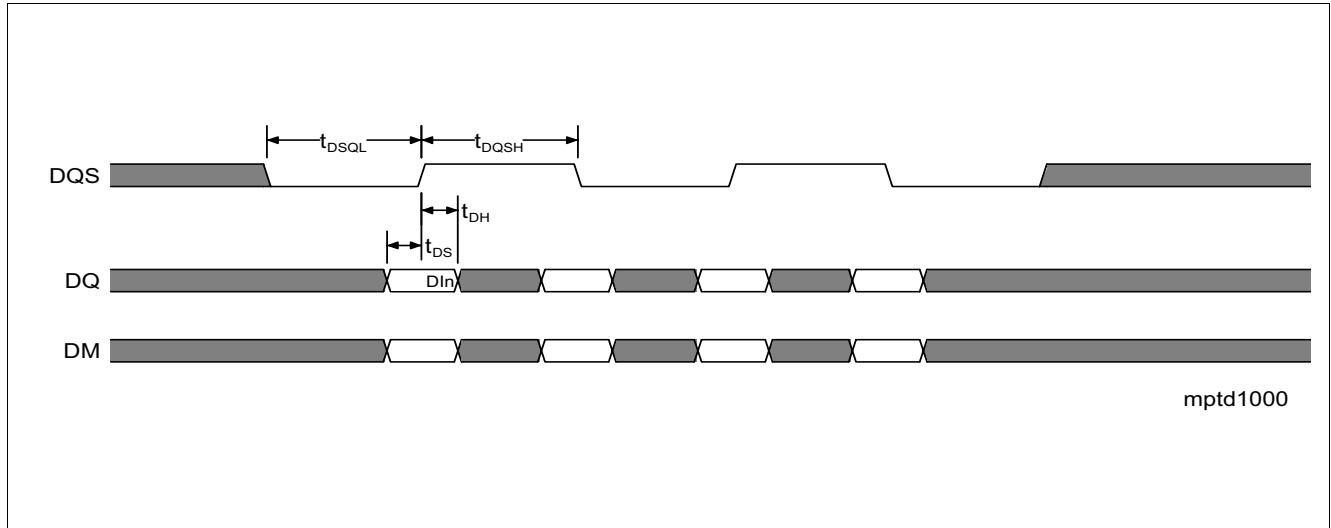 tDSQL
tDQSH
DQS
tDH
tDS
DQ
DIn
DM
mptd1000